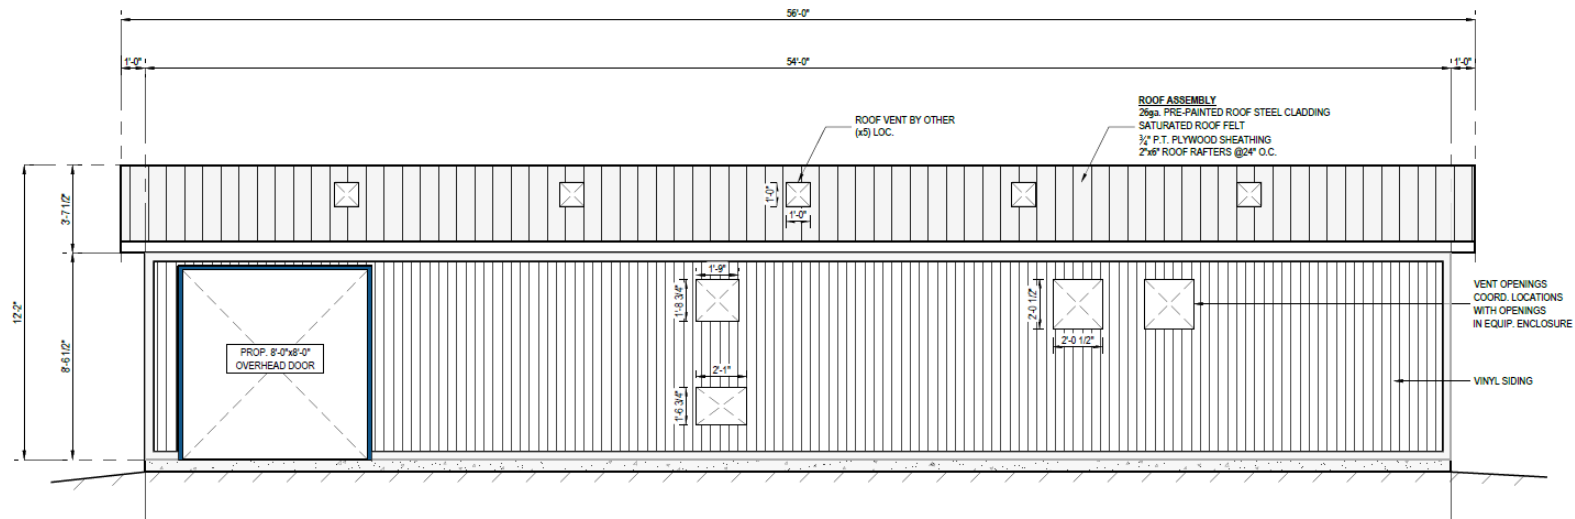 56'-0"
1'-0"
54'-0"
1'-0"
ROOF ASSEMBLY
26ga. PRE-PAINTED ROOF STEEL CLADDING
SATURATED ROOF FELT
3/4" P.T. PLYWOOD SHEATHING
2"x6" ROOF RAFTERS @24" O.C.
ROOF VENT BY OTHER
(x5) LOC.
3'-7 1/2"
1'-0"
1'-0"
12'-2"
8'-6 1/2"
PROP. 8'-0"x8'-0"
OVERHEAD DOOR
1'-9"
1'-8 3/4"
2'-1"
1'-6 3/4"
2'-0 1/2"
2'-0 1/2"
VENT OPENINGS
COORD. LOCATIONS
WITH OPENINGS
IN EQUIP. ENCLOSURE
VINYL SIDING